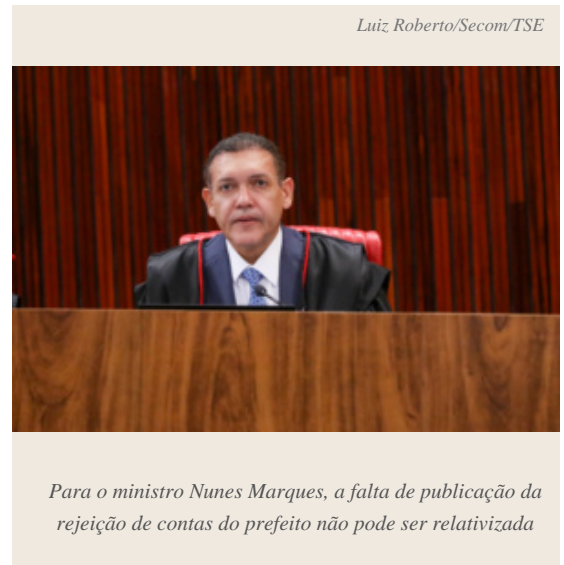 Luiz Roberto/Secom/TSE
Para o ministro Nunes Marques, a falta de publicação da
rejeição de contas do prefeito não pode ser relativizada